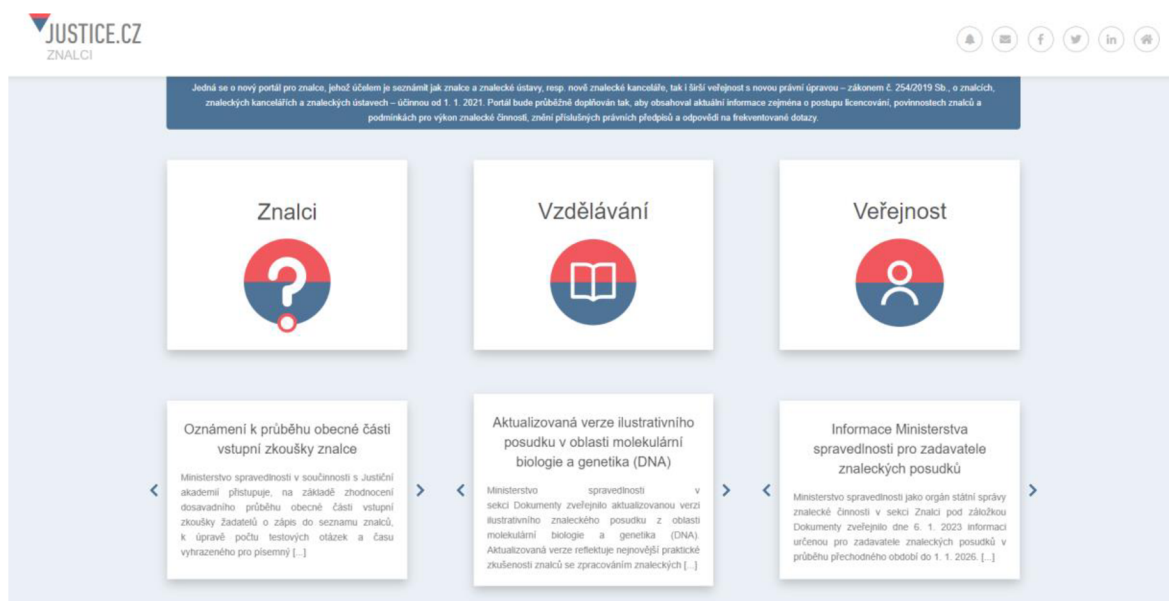 JUSTICE.CZ
ZNALCI
Jedná se o nový portál pro znalce, jehož účelem je seznámit jak znalce a znalecké ústavy, resp. nově znalecké kanceláře, tak i širší veřejnost s novou právní úpravou – zákonem č. 254/2019 Sb., o znalcích,
znaleckých kancelářích a znaleckých ústavech – účinnou od 1. 1. 2021. Portál bude průběžně doplňován tak, aby obsahoval aktuální informace zejména o postupu licencování, povinnostech znalců a
podmínkách pro výkon znalecké činnosti, znění příslušných právních předpisů a odpovědi na frekventované dotazy.
Znalci
Vzdělávání
Veřejnost
Oznámení k průběhu obecné části
vstupní zkoušky znalce
Ministerstvo spravedlnosti v součinnosti s Justiční
akademií přistupuje, na základě zhodnocení
dosavadního průběhu obecné části vstupní
zkoušky žadatelů o zápis do seznamu znalců,
k úpravě počtu testových otázek a času
vyhrazeného pro písemný [...]
Aktualizovaná verze ilustrativního
posudku v oblasti molekulární
biologie a genetika (DNA)
Ministerstvo spravedlnosti v
sekci Dokumenty zveřejnilo aktualizovanou verzi
ilustrativního znaleckého posudku z oblasti
molekulární biologie a genetika (DNA).
Aktualizovaná verze reflektuje nejnovější praktické
zkušenosti znalců se zpracováním znaleckých [...]
Informace Ministerstva
spravedlnosti pro zadavatele
znaleckých posudků
Ministerstvo spravedlnosti jako orgán státní správy
znalecké činnosti v sekci Znalci pod záložkou
Dokumenty zveřejnilo dne 6. 1. 2023 informaci
určenou pro zadavatele znaleckých posudků v
průběhu přechodného období do 1. 1. 2026. [...]